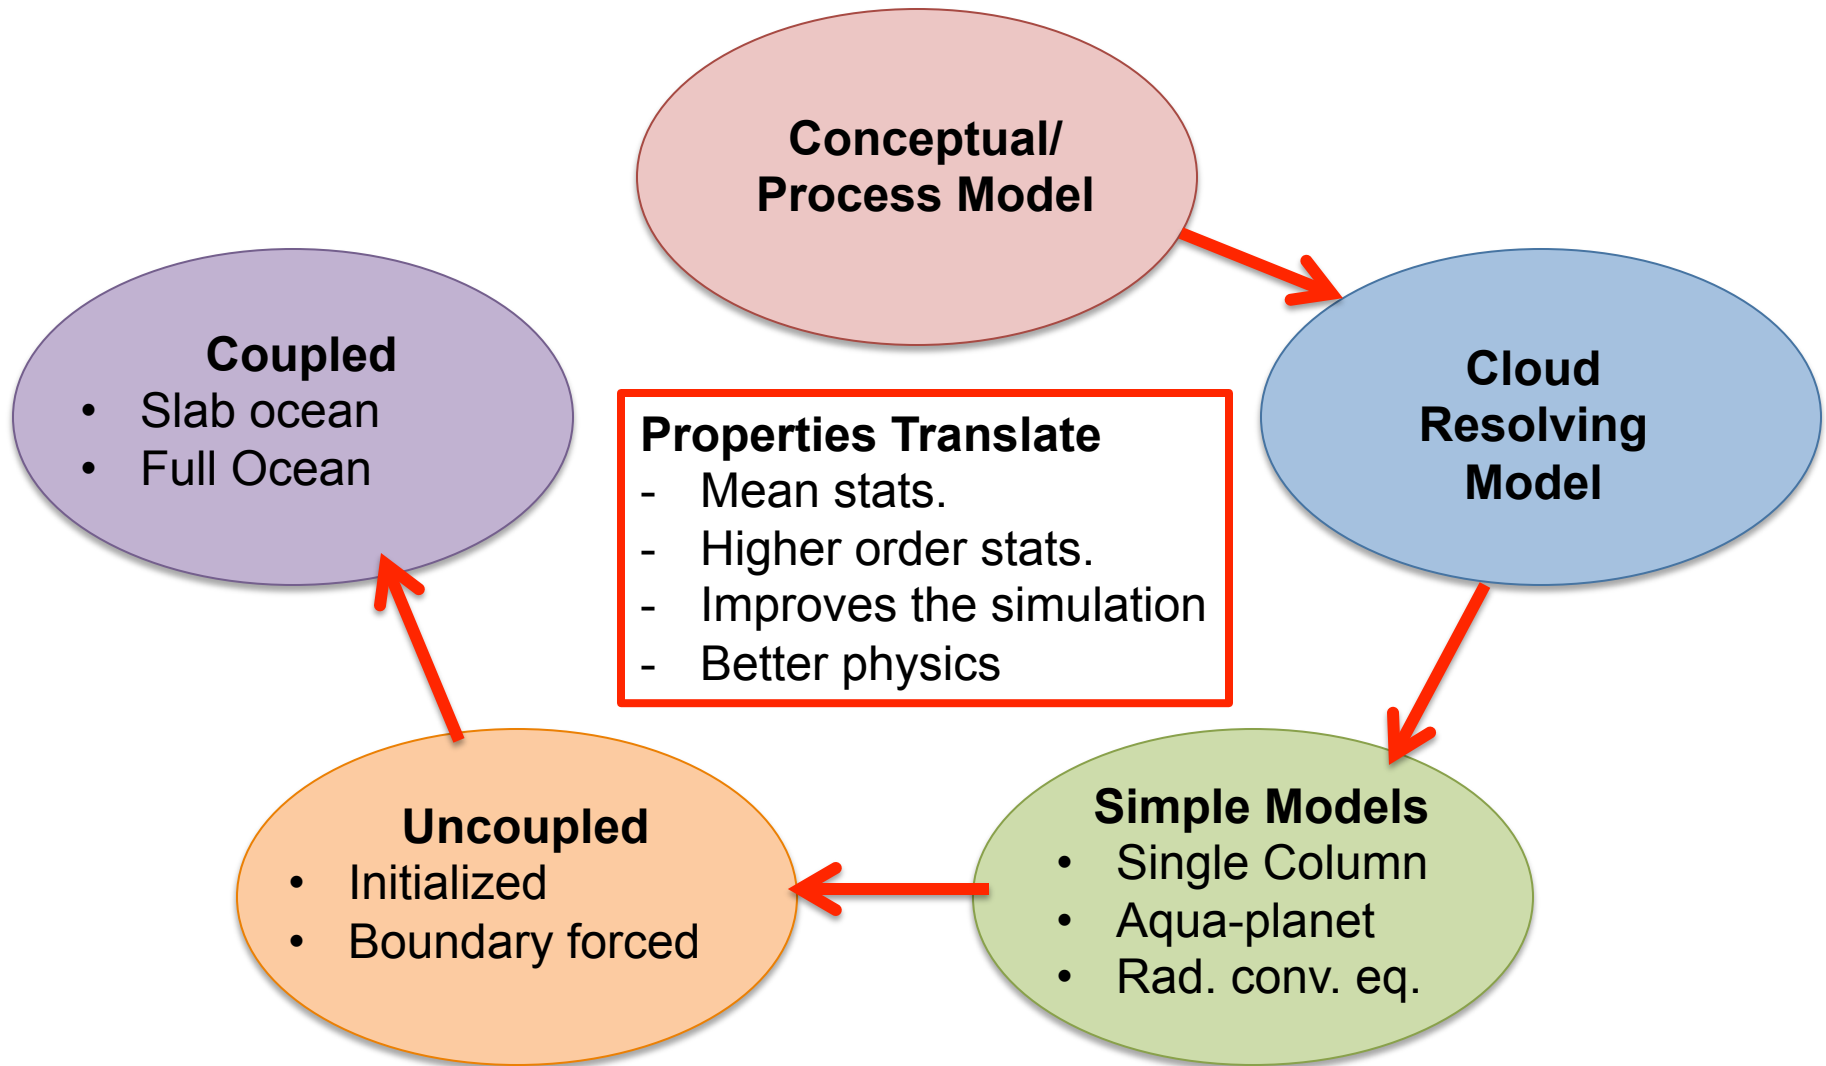 Conceptual/
Process Model
Cloud
Resolving
Model
Coupled
• Slab ocean
• Full Ocean
Properties Translate
- Mean stats.
- Higher order stats.
- Improves the simulation
- Better physics
Simple Models
• Single Column
• Aqua-planet
• Rad. conv. eq.
Uncoupled
• Initialized
• Boundary forced